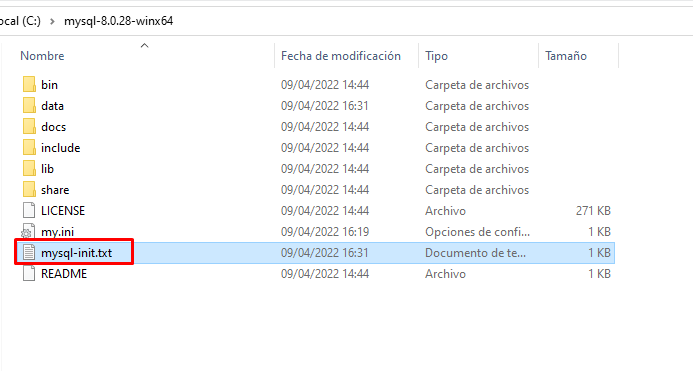 ocal (C:) > mysql-8.0.28-winx64
Nombre Fecha de modificación Tipo Tamaño
bin 09/04/2022 14:44 Carpeta de archivos
data 09/04/2022 16:31 Carpeta de archivos
docs 09/04/2022 14:44 Carpeta de archivos
include 09/04/2022 14:44 Carpeta de archivos
lib 09/04/2022 14:44 Carpeta de archivos
share 09/04/2022 14:44 Carpeta de archivos
LICENSE 09/04/2022 14:44 Archivo 271 KB
my.ini 09/04/2022 16:19 Opciones de confi... 1 KB
mysql-init.txt 09/04/2022 16:31 Documento de te... 1 KB
README 09/04/2022 14:44 Archivo 1 KB